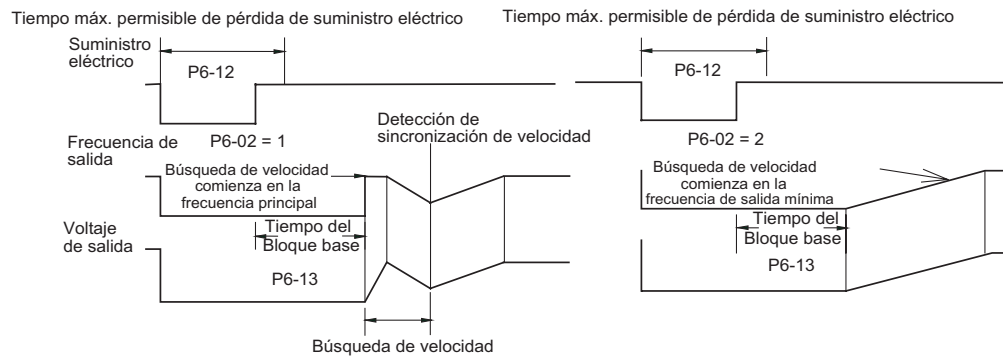 Tiempo máx. permisible de pérdida de suministro eléctrico
Suministro
eléctrico
P6-12
P6-02 = 1
Detección de
sincronización de velocidad
Frecuencia de
salida
Búsqueda de velocidad
comienza en la
frecuencia principal
Voltaje
de salida
Tiempo del
Bloque base
P6-13
Búsqueda de velocidad
Tiempo máx. permisible de pérdida de suministro eléctrico
P6-12
P6-02 = 2
Búsqueda de velocidad
comienza en la
frecuencia de salida mínima
Tiempo del
Bloque base
P6-13